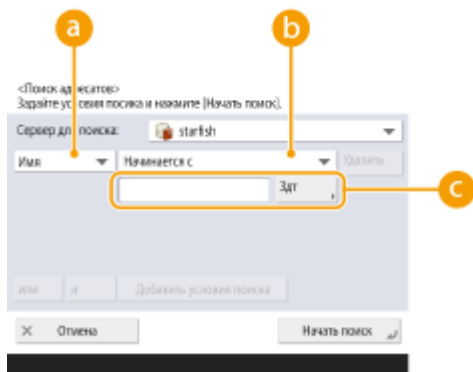 a
b
<Поиск адресатов>
Задайте условия посика и нажмите [Начать поиск].
Сервер для поиска: starfish
Имя Начинается с Удалить
Здт
c
или и Добавить условия поиска
× Отмена Начать поиск